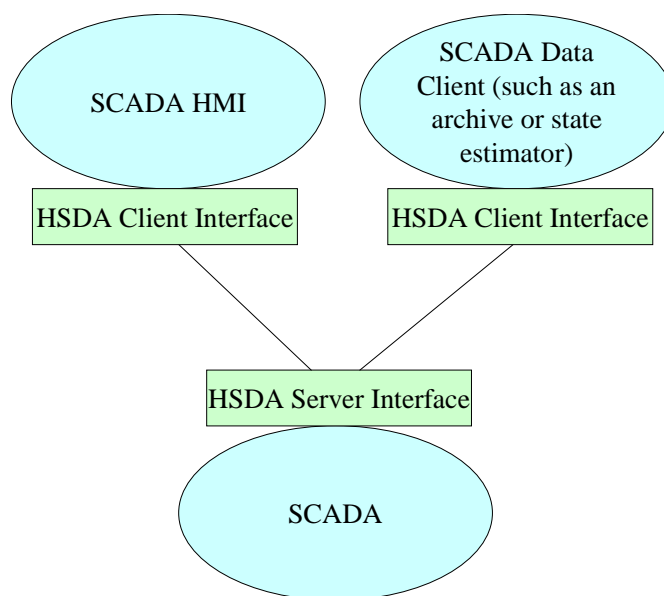 SCADA HMI
SCADA Data
Client (such as an
archive or state
estimator)
HSDA Client Interface
HSDA Client Interface
HSDA Server Interface
SCADA